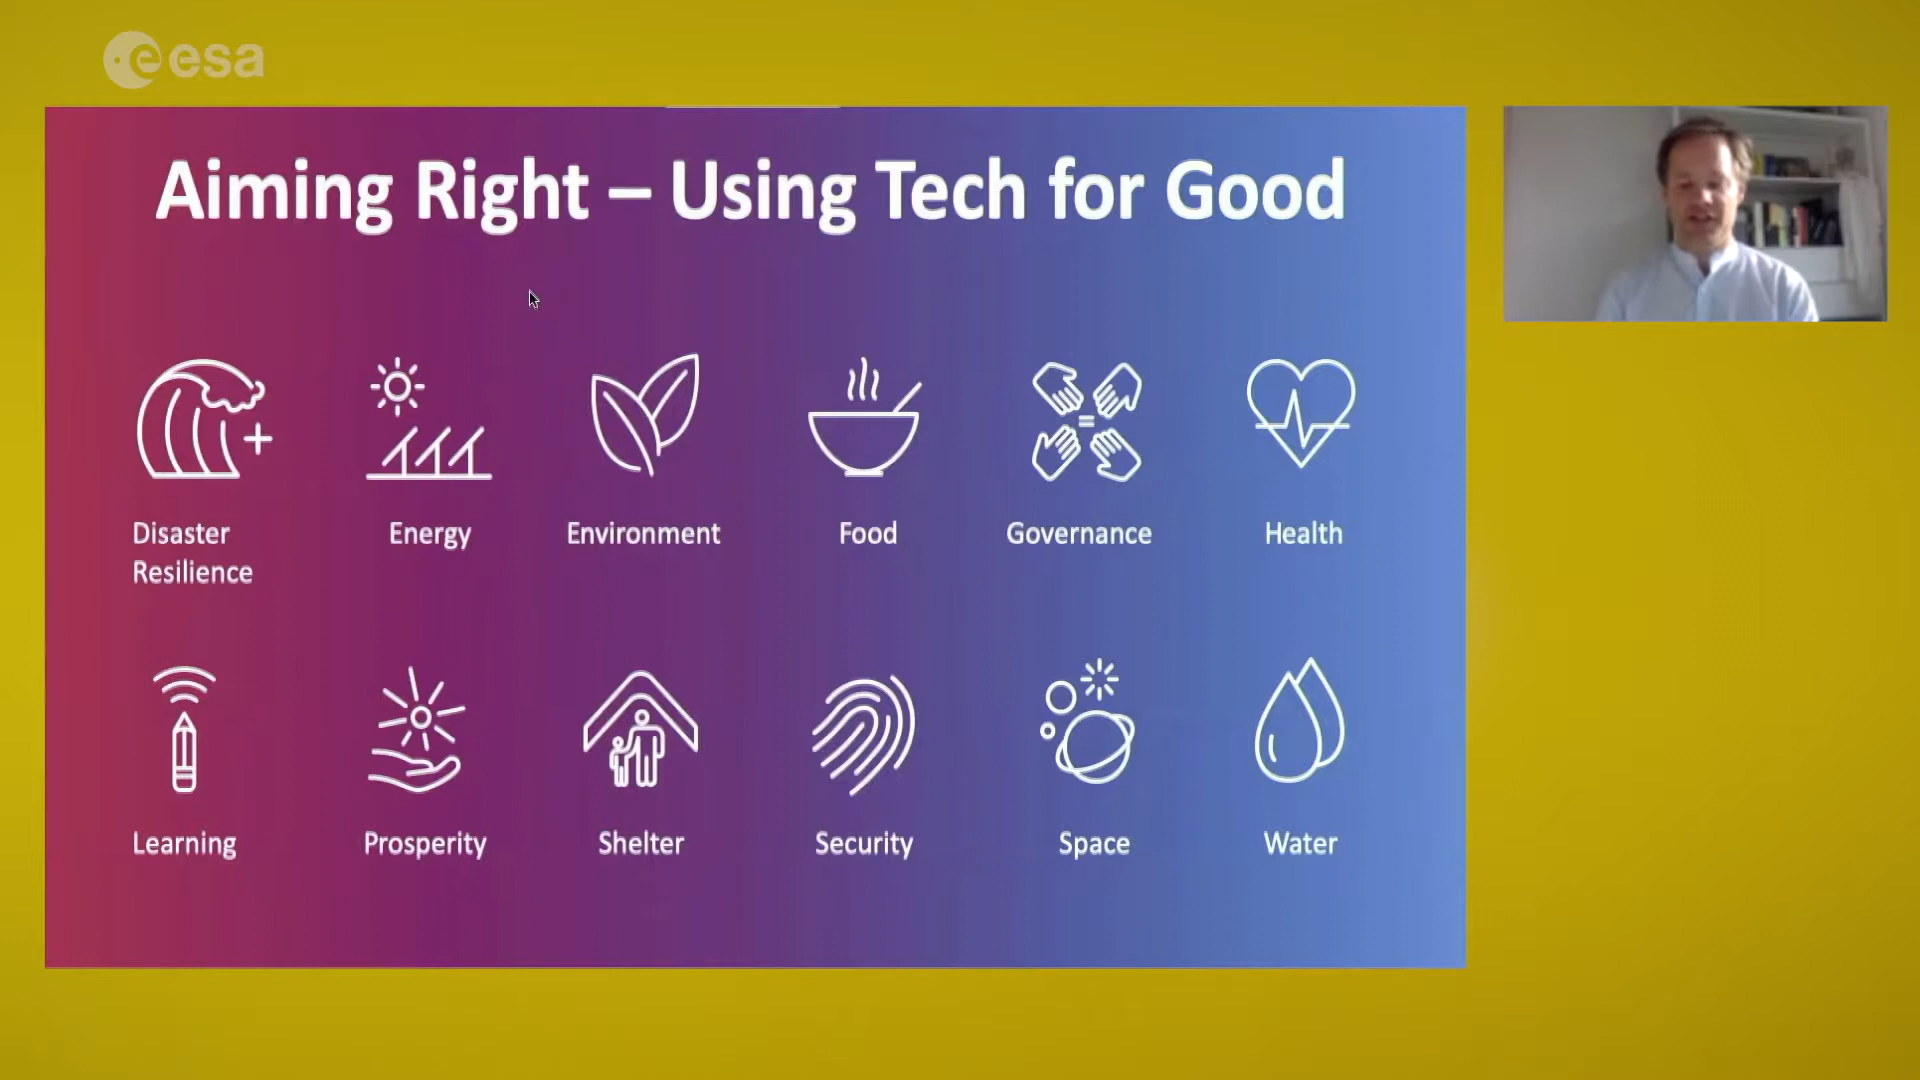 esa
Aiming Right – Using Tech for Good
Disaster
Resilience
Energy
Environment
Food
Governance
Health
Learning
Prosperity
Shelter
Security
Space
Water